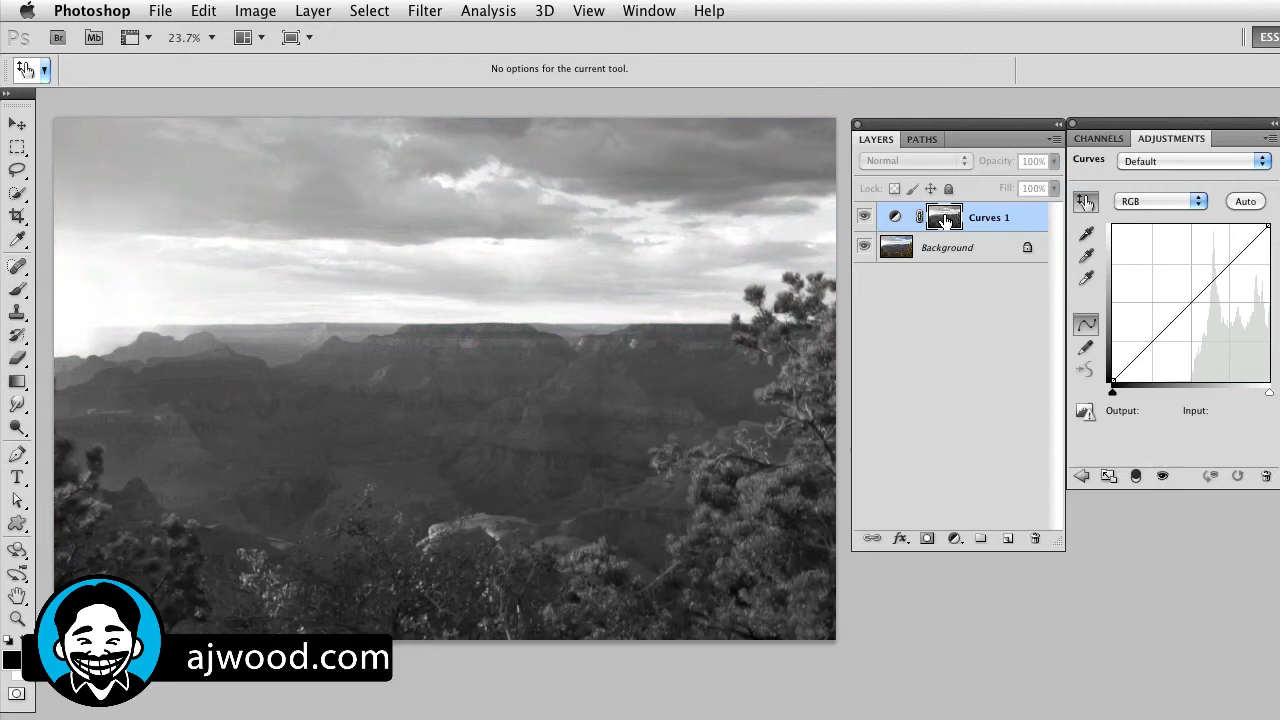 Photoshop File Edit Image Layer Select Filter Analysis 3D View Window Help
Ps Br Mb 23.7% ESS
No options for the current tool.
LAYERS PATHS
Normal Opacity: 100%
Lock: Fill: 100%
Curves 1
Background
fx
CHANNELS ADJUSTMENTS
Curves Default
RGB Auto
Output: Input:
T
ajwood.com